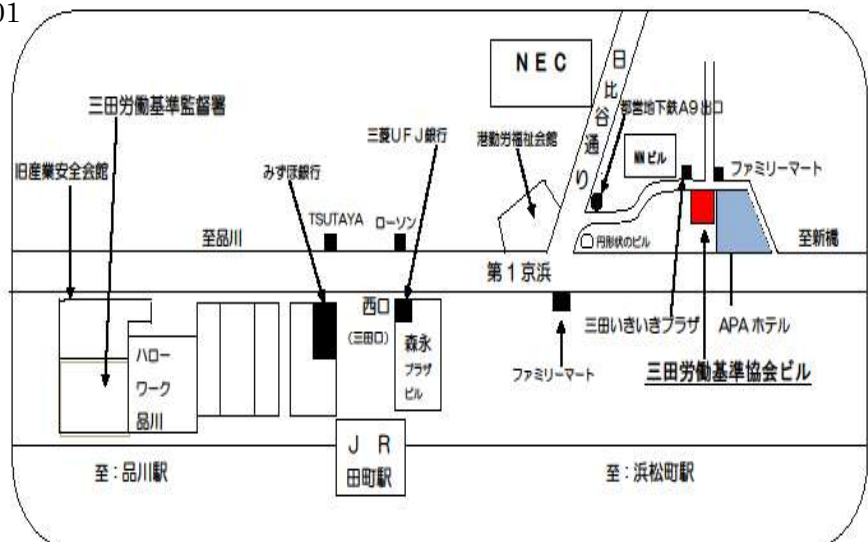 01
NEC
日比谷通り
三田労働基準監督署
都営地下鉄A9出口
三菱UFJ銀行
港勤労福祉会館
NNビル
旧産業安全会館
みずほ銀行
ファミリーマート
TSUTAYA
ローソン
至品川
円形状のビル
至新橋
第1京浜
西口
(三田口)
三田いきいきプラザ
APAホテル
森永
プラザ
ビル
ハロー
ワーク
品川
ファミリーマート
三田労働基準協会ビル
JR
田町駅
至:品川駅
至:浜松町駅